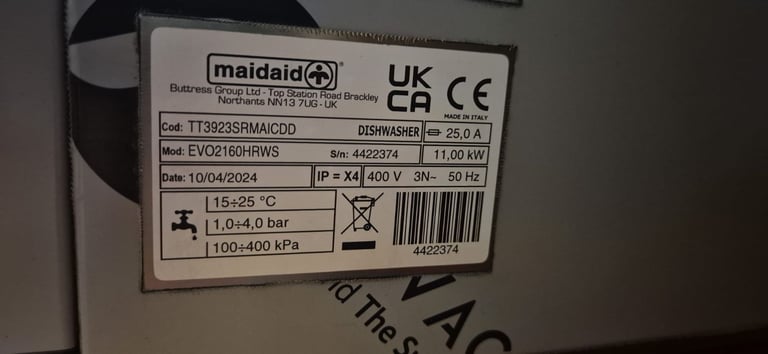 maidaid
Buttress Group Ltd - Top Station Road Brackley
Northants NN13 7UG - UK
UK
CA
CE
MADE IN ITALY
Cod: TT3923SRMAICDD DISHWASHER 25,0 A
Mod: EVO2160HRWS S/n: 4422374 11,00 kW
Date: 10/04/2024 IP = X4 400 V 3N~ 50 Hz
15÷25 °C
1,0÷4,0 bar
100÷400 kPa
4422374
The